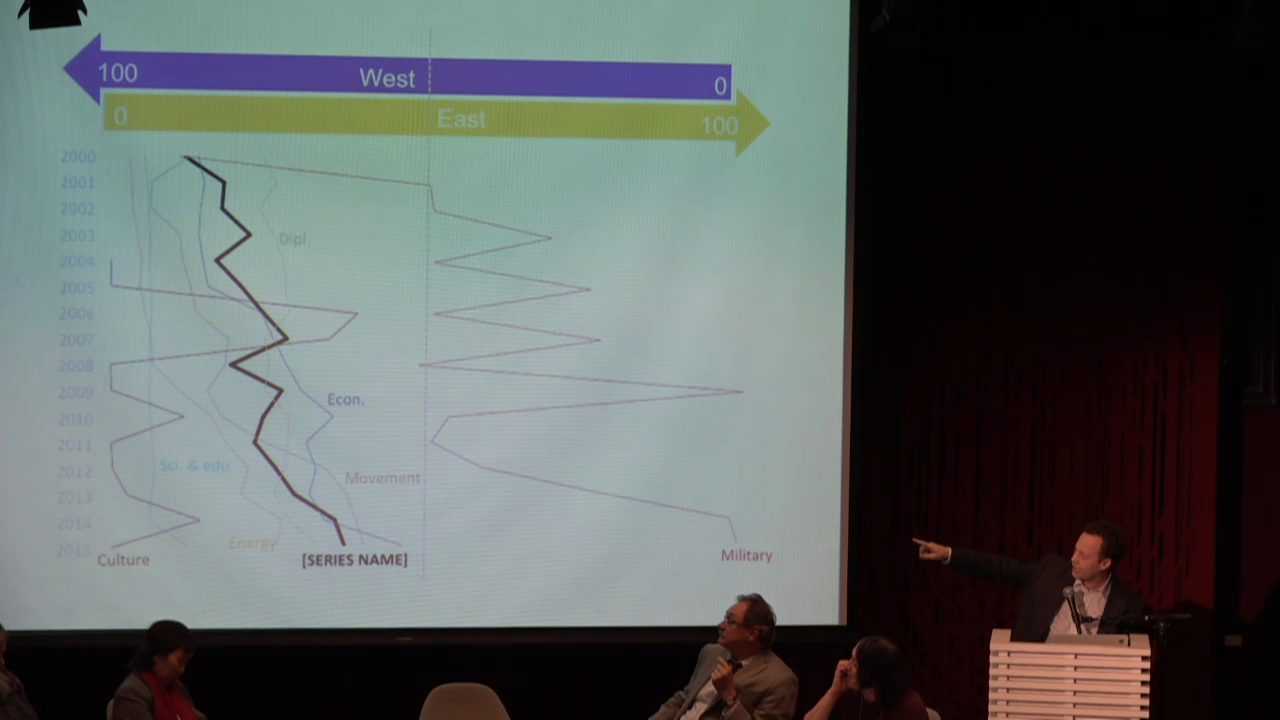 100 West 0
0 East 100
2000
2001
2002
2003
Dipl.
2004
2005
2006
2007
2008
2009
Econ.
2010
2011
2012
Sci. & edu.
Movement
2013
2014
Energy
2015
Culture
[SERIES NAME]
Military